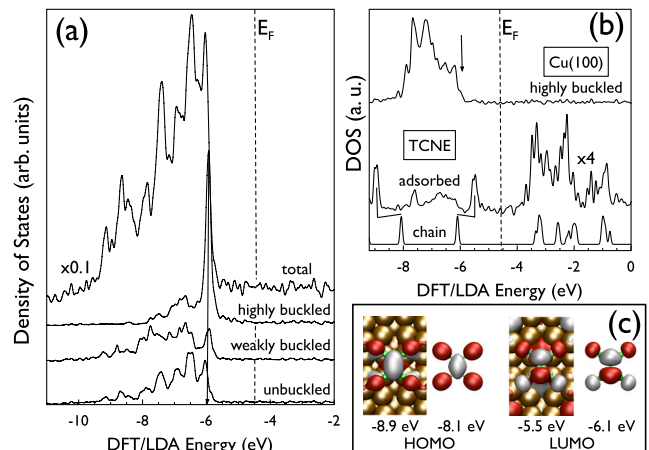 (a)
E_F
Density of States (arb. units)
x0.1
total
highly buckled
weakly buckled
unbuckled
-10
-8
-6
-4
-2
DFT/LDA Energy (eV)
(b)
E_F
Cu(100)
highly buckled
DOS (a. u.)
TCNE
x4
adsorbed
chain
-8
-6
-4
-2
0
DFT/LDA Energy (eV)
(c)
-8.9 eV
-8.1 eV
-5.5 eV
-6.1 eV
HOMO
LUMO